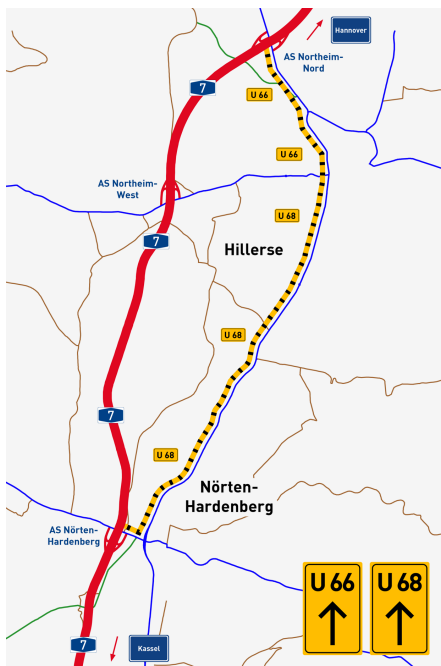 Hannover
AS Northeim-
Nord
7
U 66
U 66
AS Northeim-
West
U 68
7
Hillerse
U 68
7
U 68
Nörten-
Hardenberg
AS Nörten-
Hardenberg
U 66
U 68
7
Kassel